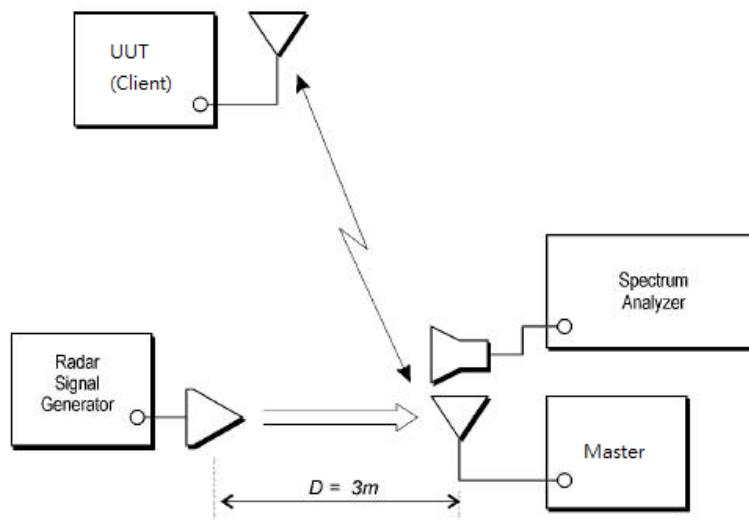 UUT
(Client)
Spectrum
Analyzer
Radar
Signal
Generator
Master
D = 3m